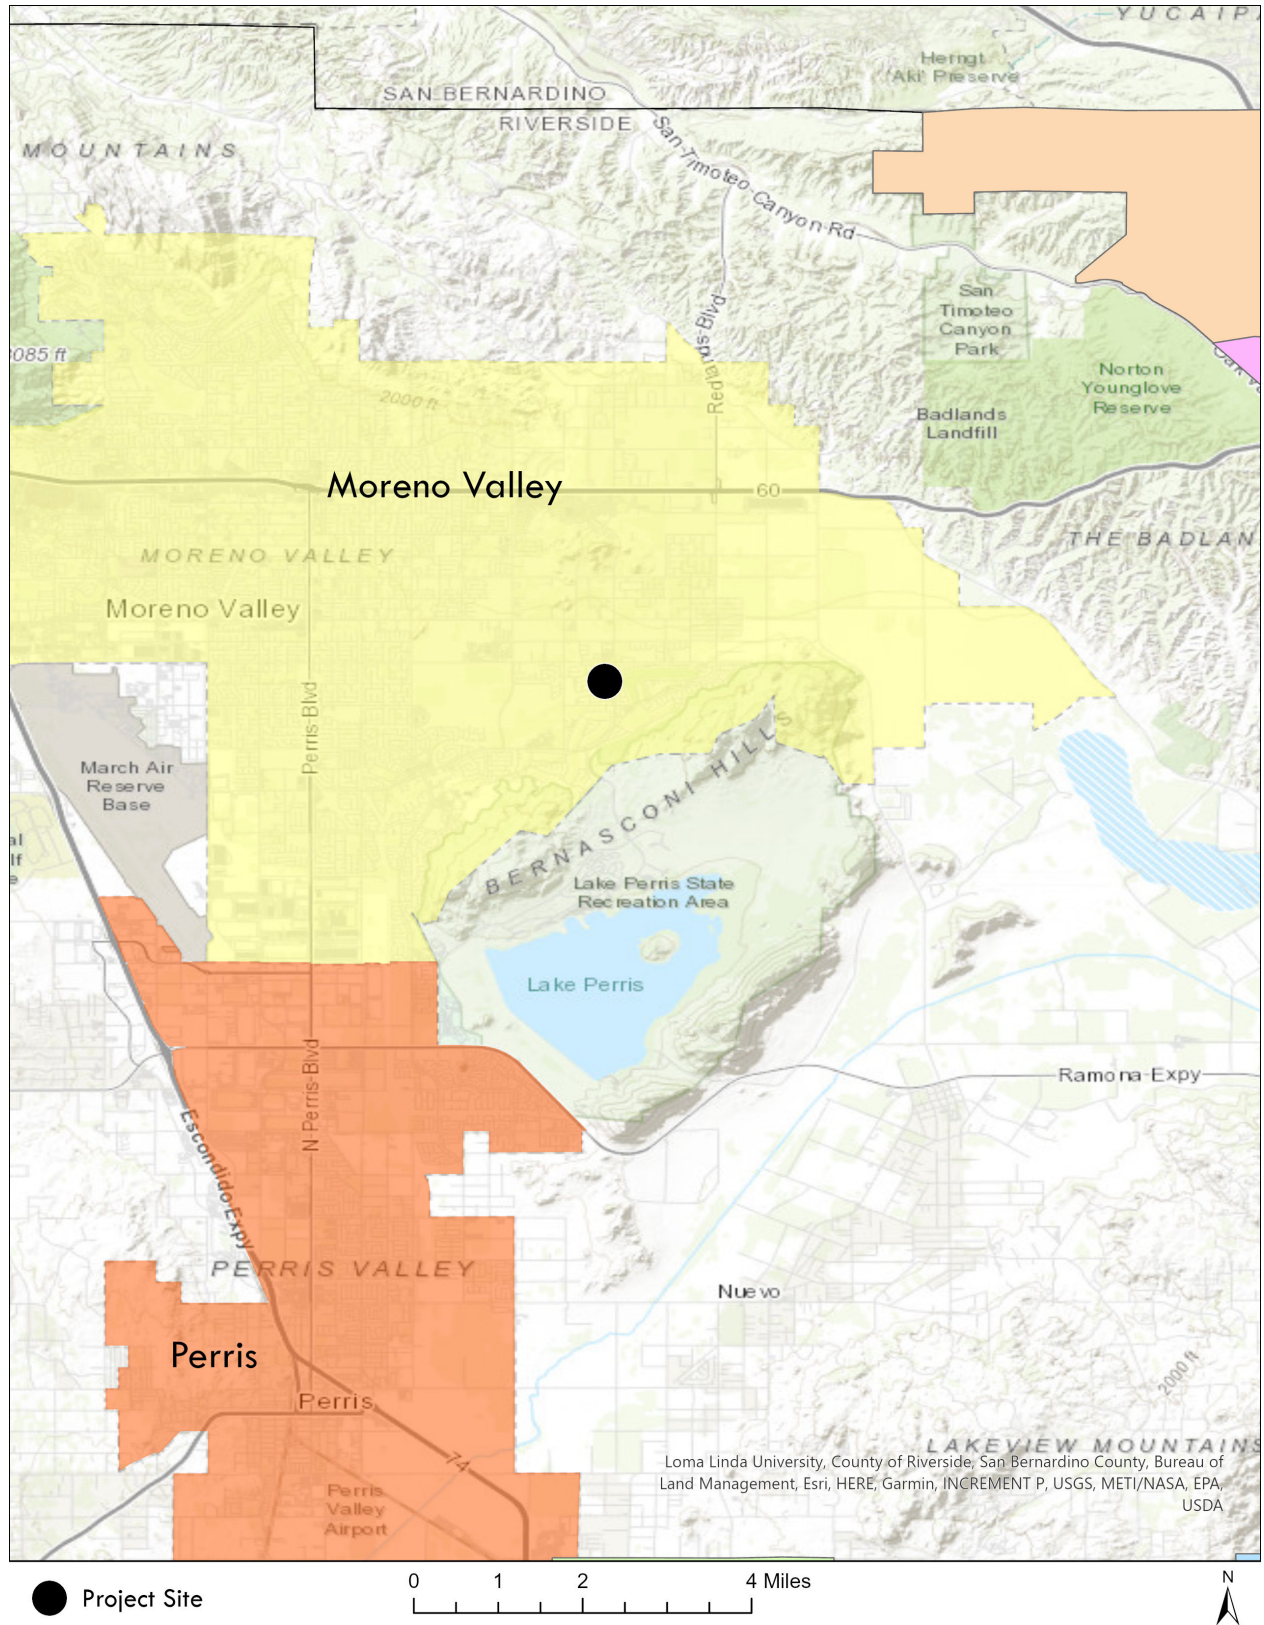 YUCAIPA
Herngt
'Aki' Preserve
SAN BERNARDINO
RIVERSIDE
MOUNTAINS
San-Timoteo-Canyon-Rd
San
Timoteo
Canyon
Park
Redlands-Blvd
3085 ft
Norton
Younglove
Reserve
2000 ft
Badlands
Landfill
Moreno Valley
60
THE BADLAN
MORENO VALLEY
Moreno Valley
Perris-Blvd
BERNASCONI HILLS
March Air
Reserve
Base
al
lf
e
Lake Perris State
Recreation Area
Lake Perris
N-Perris-Blvd
Ramona-Expy
Escondido-Expy
PERRIS VALLEY
Nuevo
Perris
2000 ft
Perris
74
LAKEVIEW MOUNTAINS
Loma Linda University, County of Riverside, San Bernardino County, Bureau of
Land Management, Esri, HERE, Garmin, INCREMENT P, USGS, METI/NASA, EPA,
USDA
Perris
Valley
Airport
Project Site
0 1 2 4 Miles
N